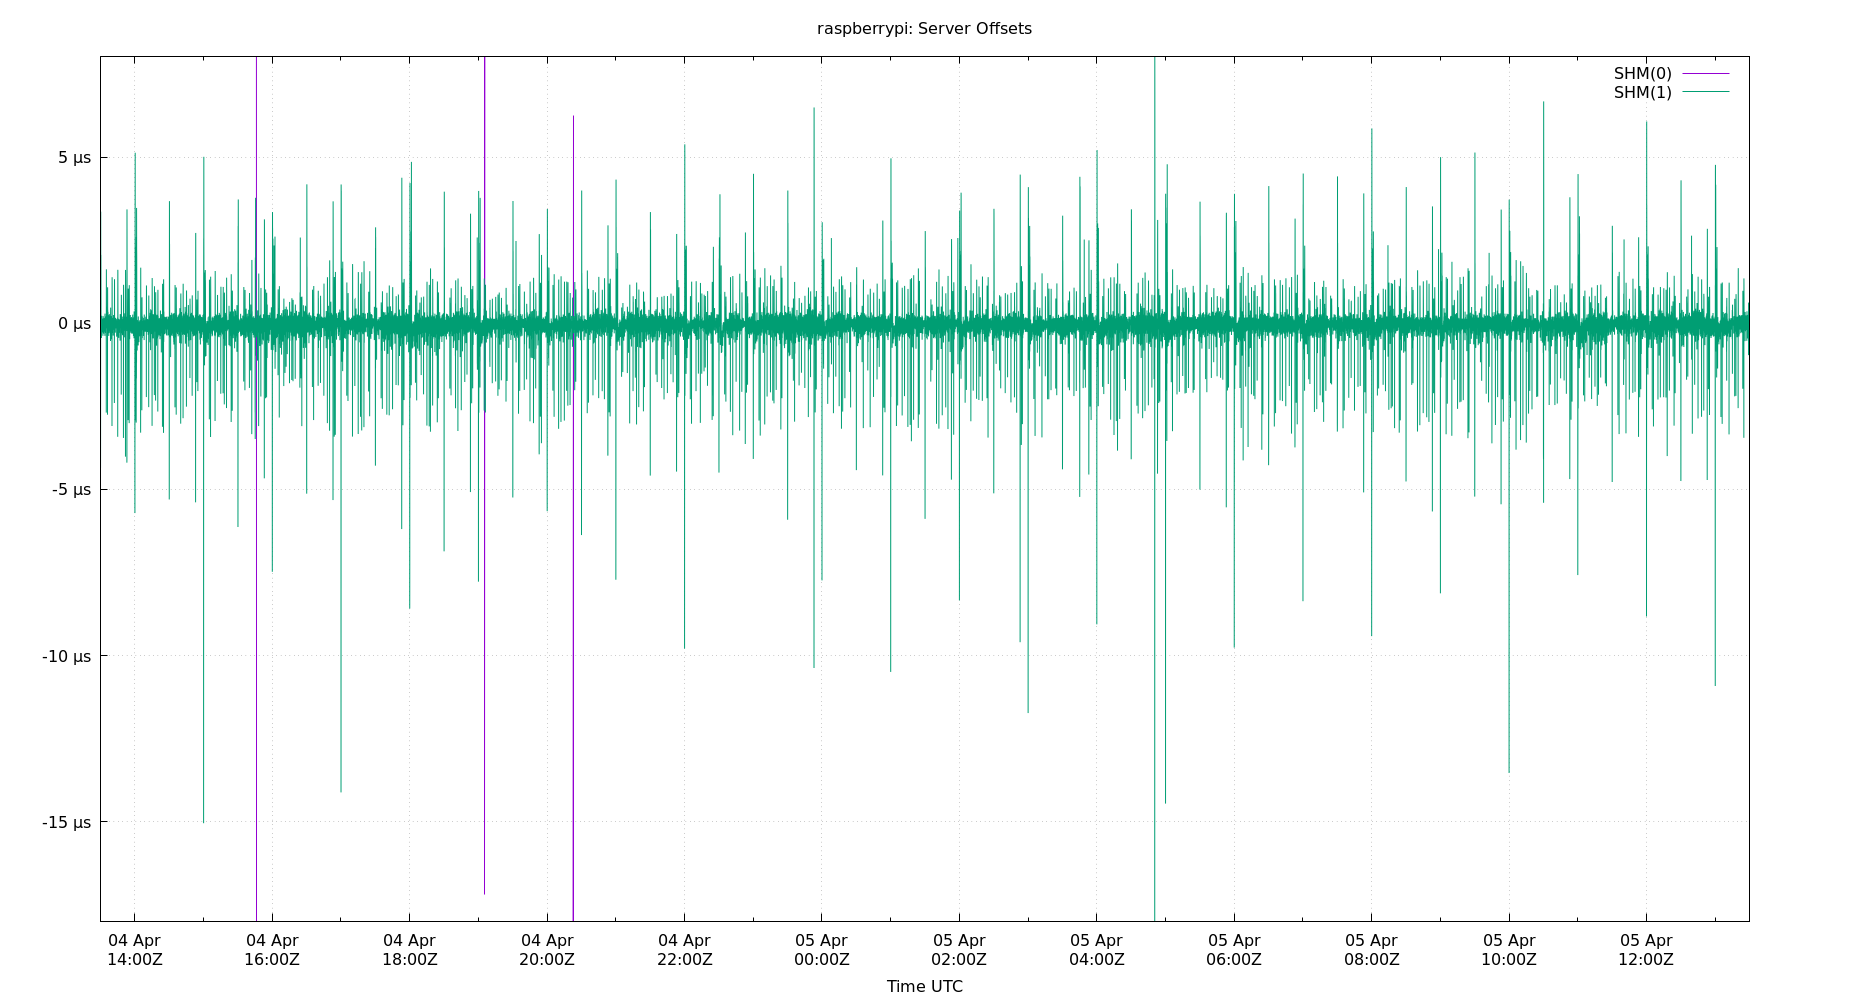 raspberrypi: Server Offsets
SHM(0)
SHM(1)
5 µs
0 µs
-5 µs
-10 µs
-15 µs
04 Apr 04 Apr 04 Apr 04 Apr 04 Apr 05 Apr 05 Apr 05 Apr 05 Apr 05 Apr 05 Apr 05 Apr
14:00Z 16:00Z 18:00Z 20:00Z 22:00Z 00:00Z 02:00Z 04:00Z 06:00Z 08:00Z 10:00Z 12:00Z
Time UTC